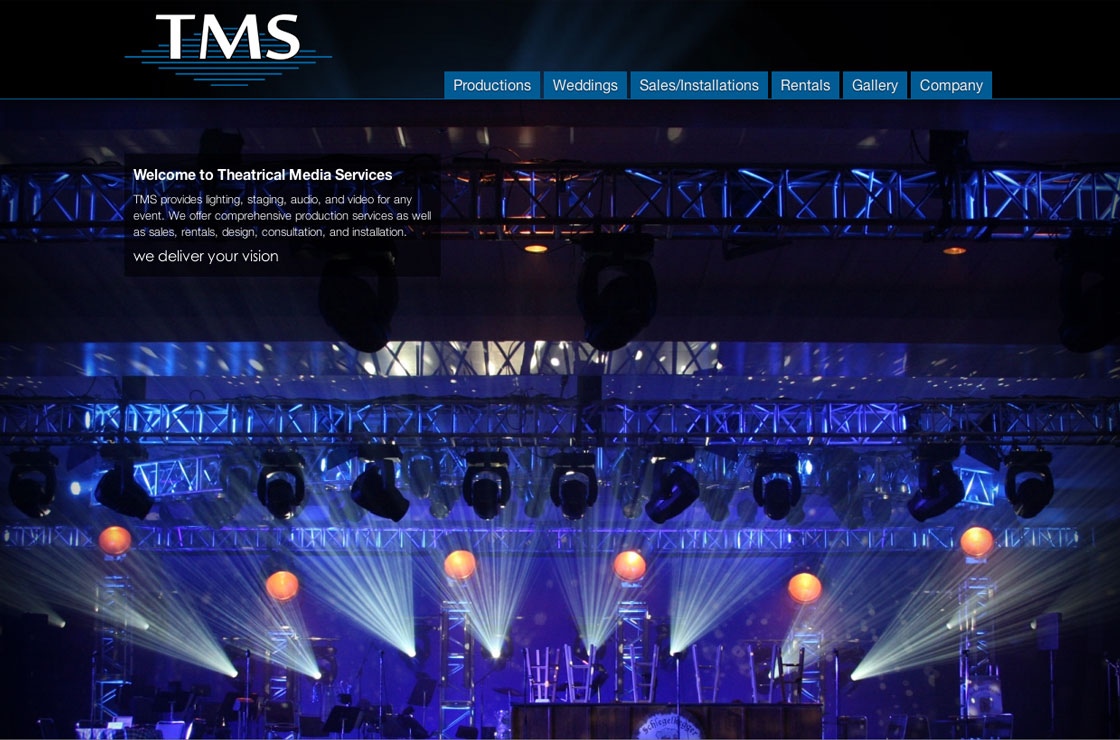 TMS
Productions
Weddings
Sales/Installations
Rentals
Gallery
Company
Welcome to Theatrical Media Services
TMS provides lighting, staging, audio, and video for any
event. We offer comprehensive production services as well
as sales, rentals, design, consultation, and installation.
we deliver your vision